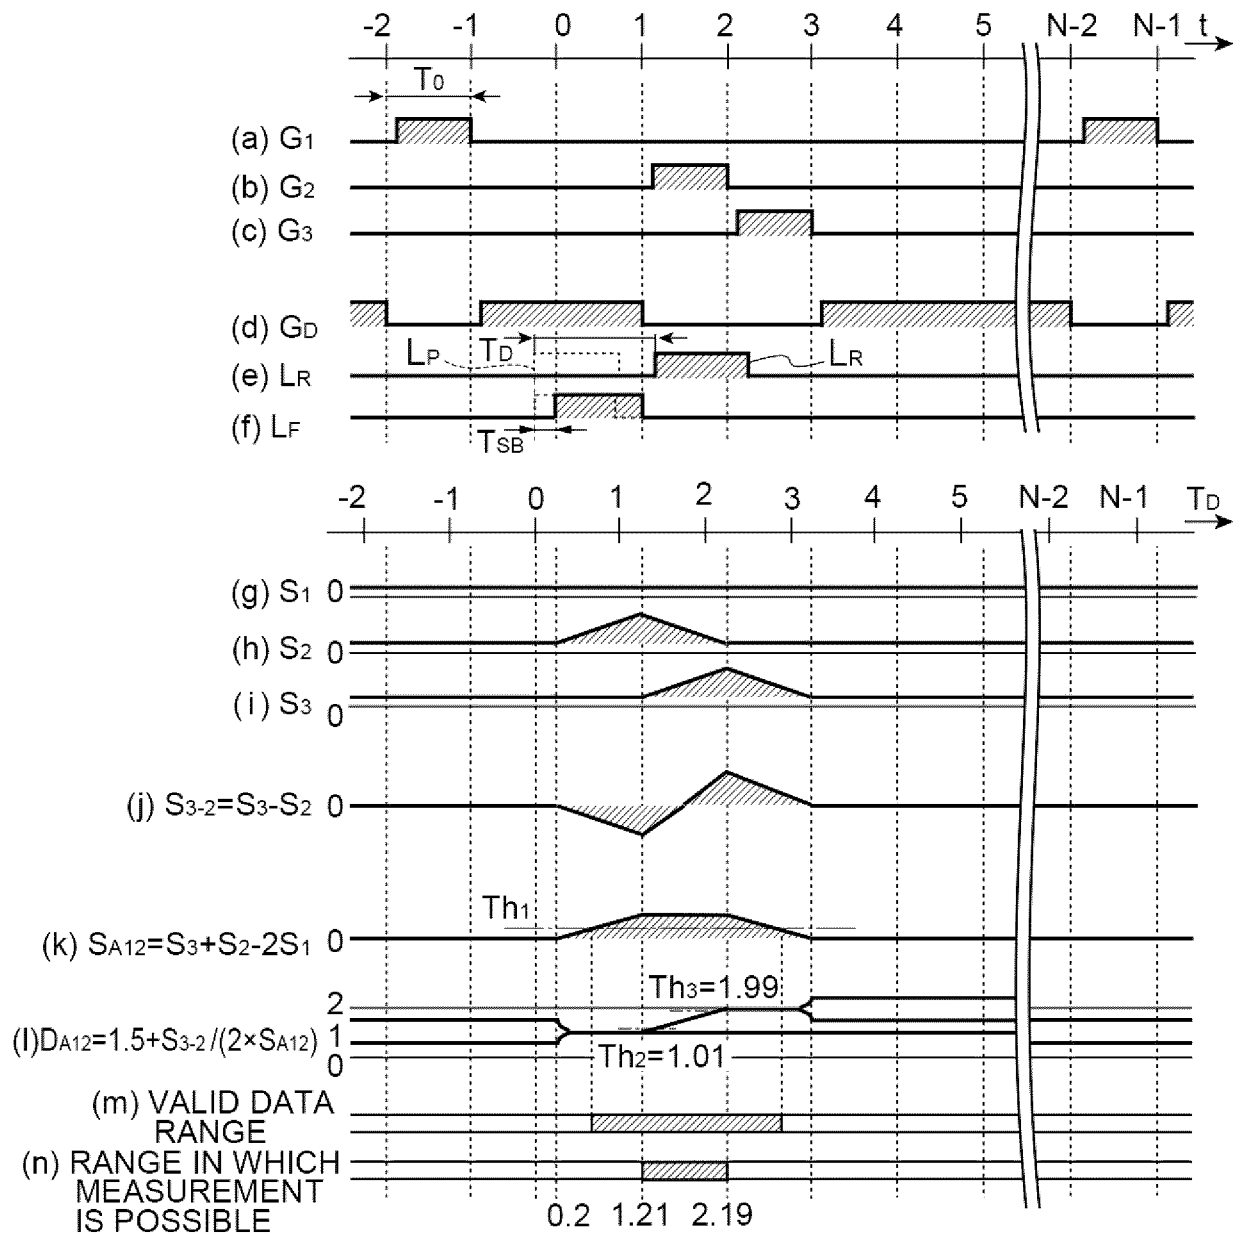 -2 -1 0 1 2 3 4 5 N-2 N-1 t
T0
(a) G1
(b) G2
(c) G3
(d) GD
LP TD LR
(e) LR
(f) LF
TSB
-2 -1 0 1 2 3 4 5 N-2 N-1 TD
(g) S1 0
(h) S2 0
(i) S3 0
(j) S3-2=S3-S2 0
Th1
(k) SA12=S3+S2-2S1 0
Th3=1.99
2
(l)DA12=1.5+S3-2/(2×SA12) 1
Th2=1.01
0
(m) VALID DATA
RANGE
(n) RANGE IN WHICH
MEASUREMENT
IS POSSIBLE
0.2 1.21 2.19